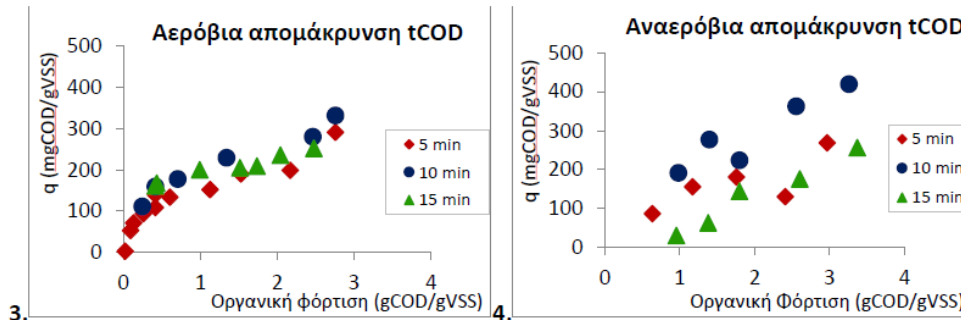 Αερόβια απομάκρυνση tCOD
500
400
300
200
100
0
q (mgCOD/gVSS)
5 min
10 min
15 min
0 1 2 3 4
Οργανική φόρτιση (gCOD/gVSS)
3.
Αναερόβια απομάκρυνση tCOD
500
400
300
200
100
0
q (mgCOD/gVSS)
5 min
10 min
15 min
0 1 2 3 4
Οργανική Φόρτιση (gCOD/gVSS)
4.